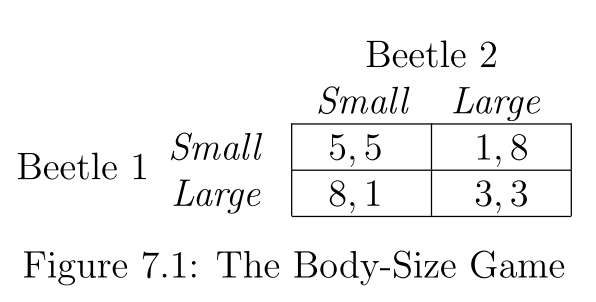 Beetle 2
Small Large
Beetle 1
Small 5, 5 1, 8
Large 8, 1 3, 3
Figure 7.1: The Body-Size Game